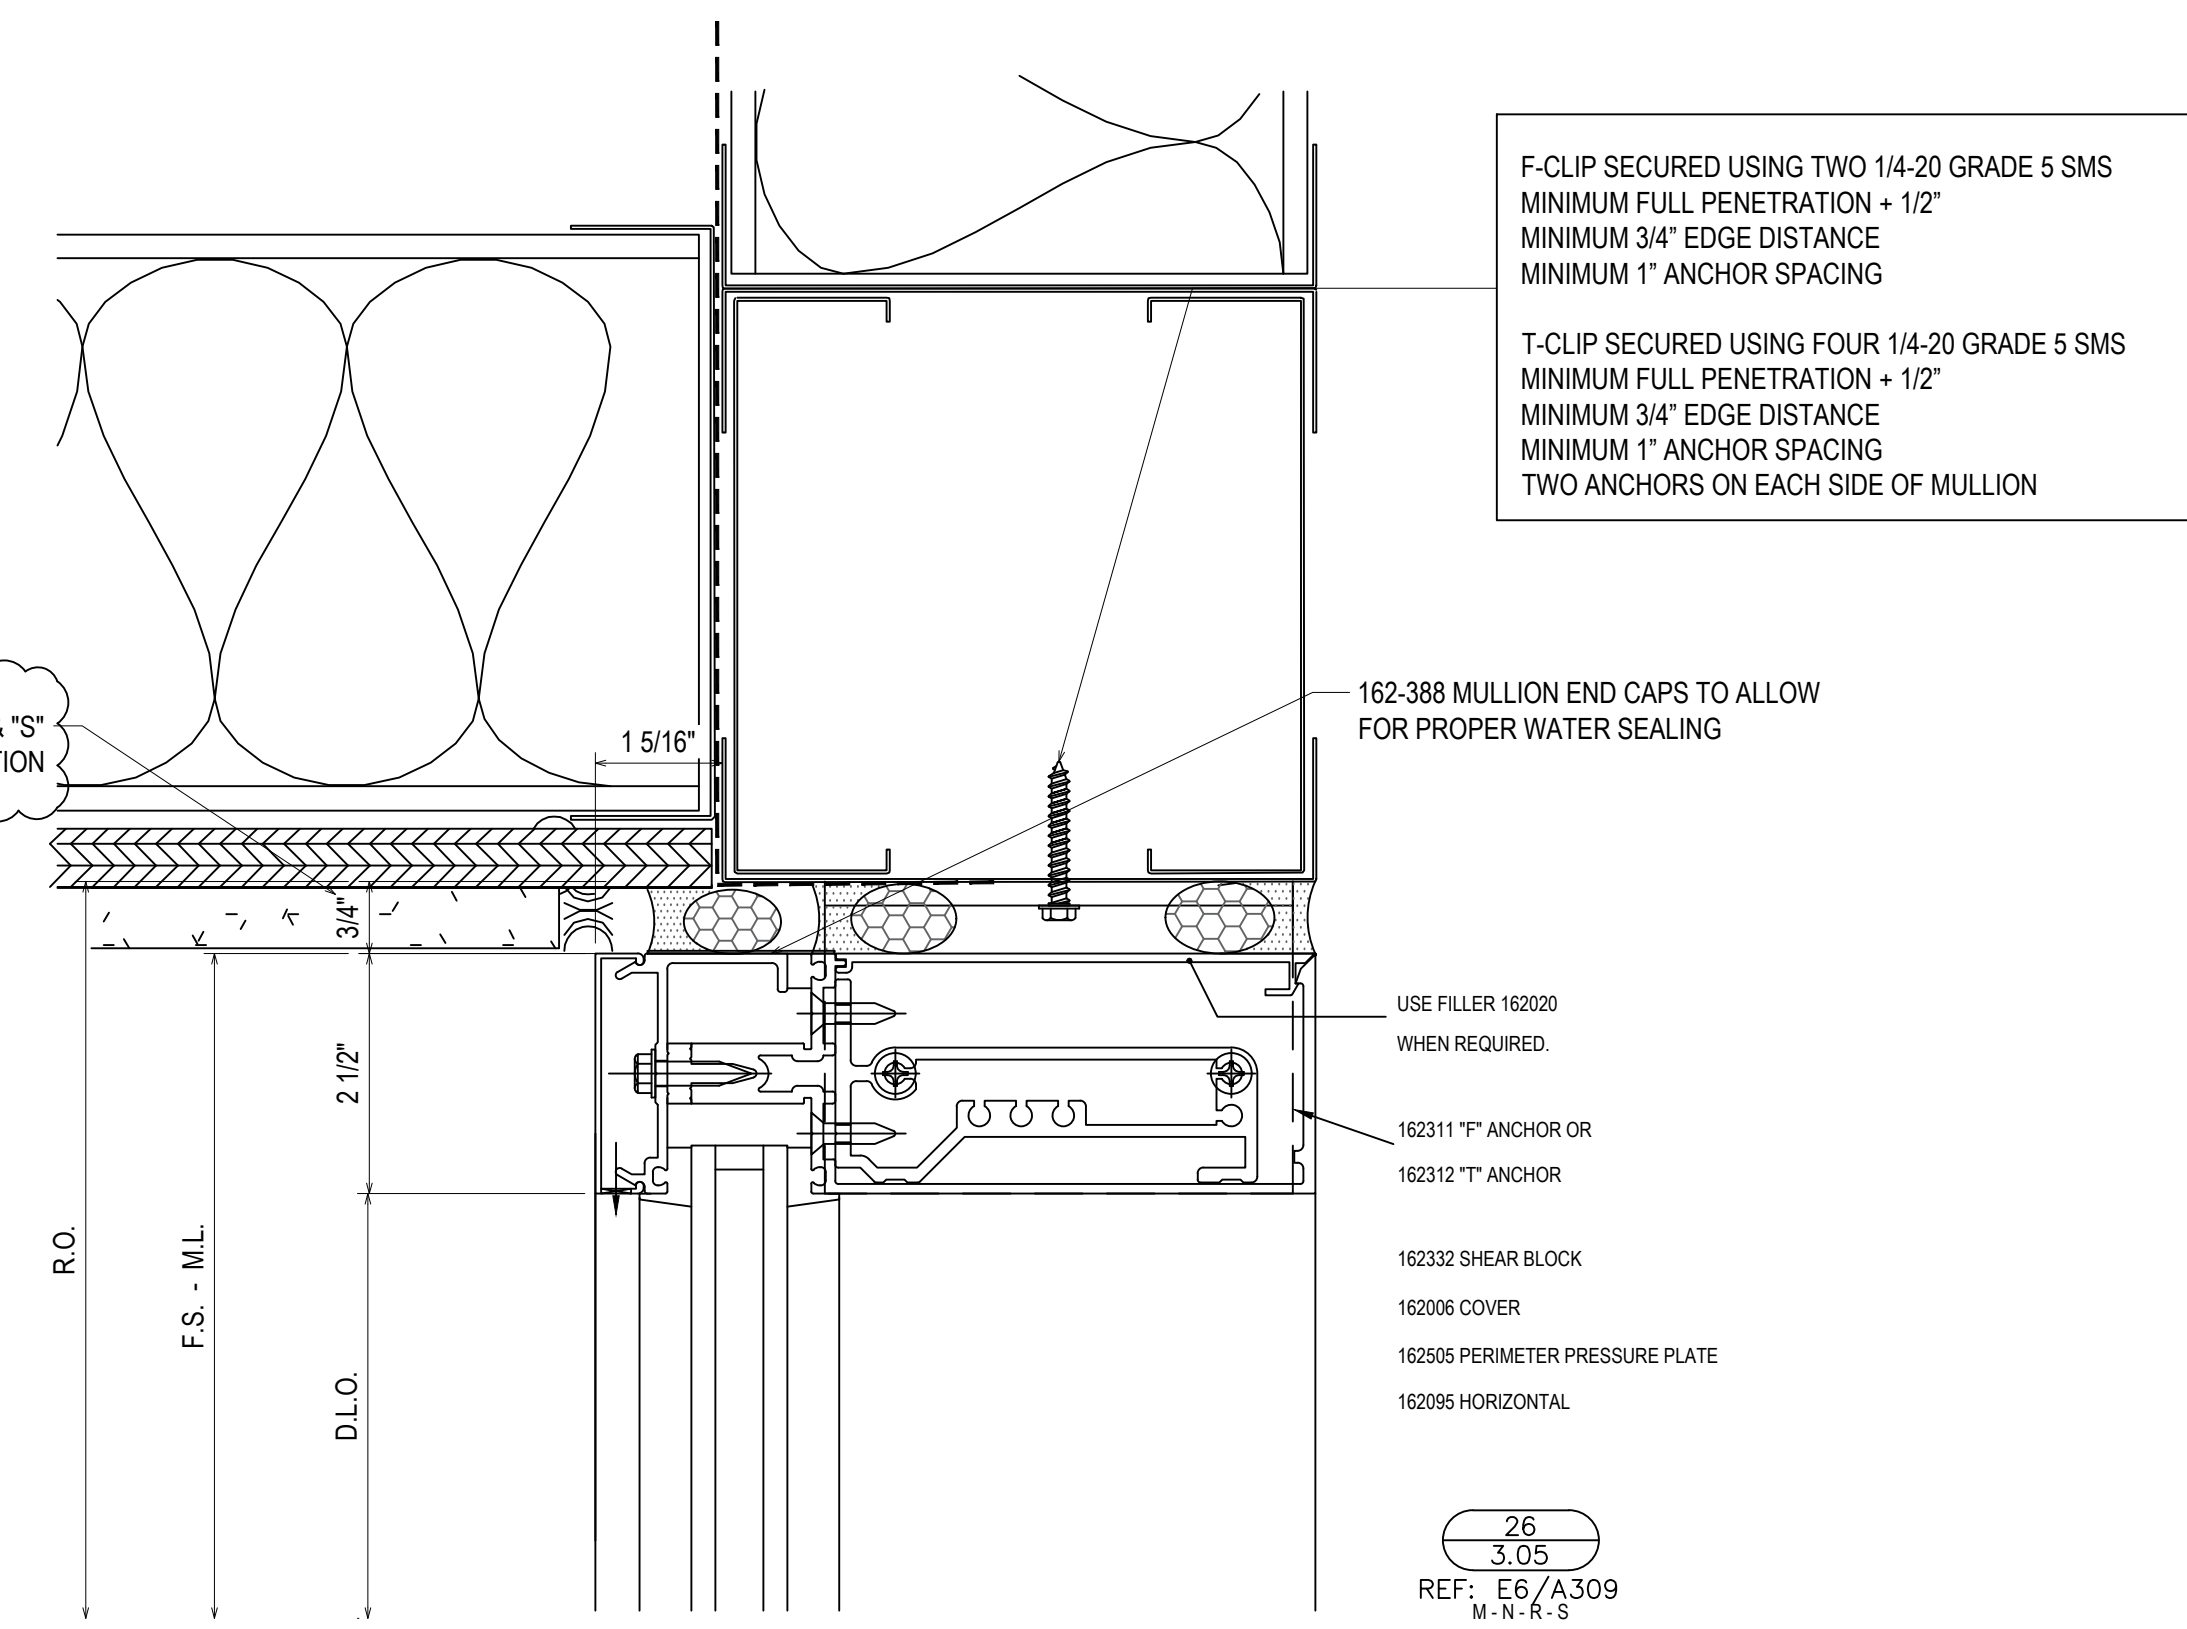 F-CLIP SECURED USING TWO 1/4-20 GRADE 5 SMS
MINIMUM FULL PENETRATION + 1/2”
MINIMUM 3/4” EDGE DISTANCE
MINIMUM 1” ANCHOR SPACING
T-CLIP SECURED USING FOUR 1/4-20 GRADE 5 SMS
MINIMUM FULL PENETRATION + 1/2”
MINIMUM 3/4” EDGE DISTANCE
MINIMUM 1” ANCHOR SPACING
TWO ANCHORS ON EACH SIDE OF MULLION
"S"
1 5/16"
162-388 MULLION END CAPS TO ALLOW
FOR PROPER WATER SEALING
3/4"
2 1/2"
R.O.
F.S. - M.L.
D.L.O.
USE FILLER 162020
WHEN REQUIRED.
162311 "F" ANCHOR OR
162312 "T" ANCHOR
162332 SHEAR BLOCK
162006 COVER
162505 PERIMETER PRESSURE PLATE
162095 HORIZONTAL
26
3.05
REF: E6/A309
M - N - R - S